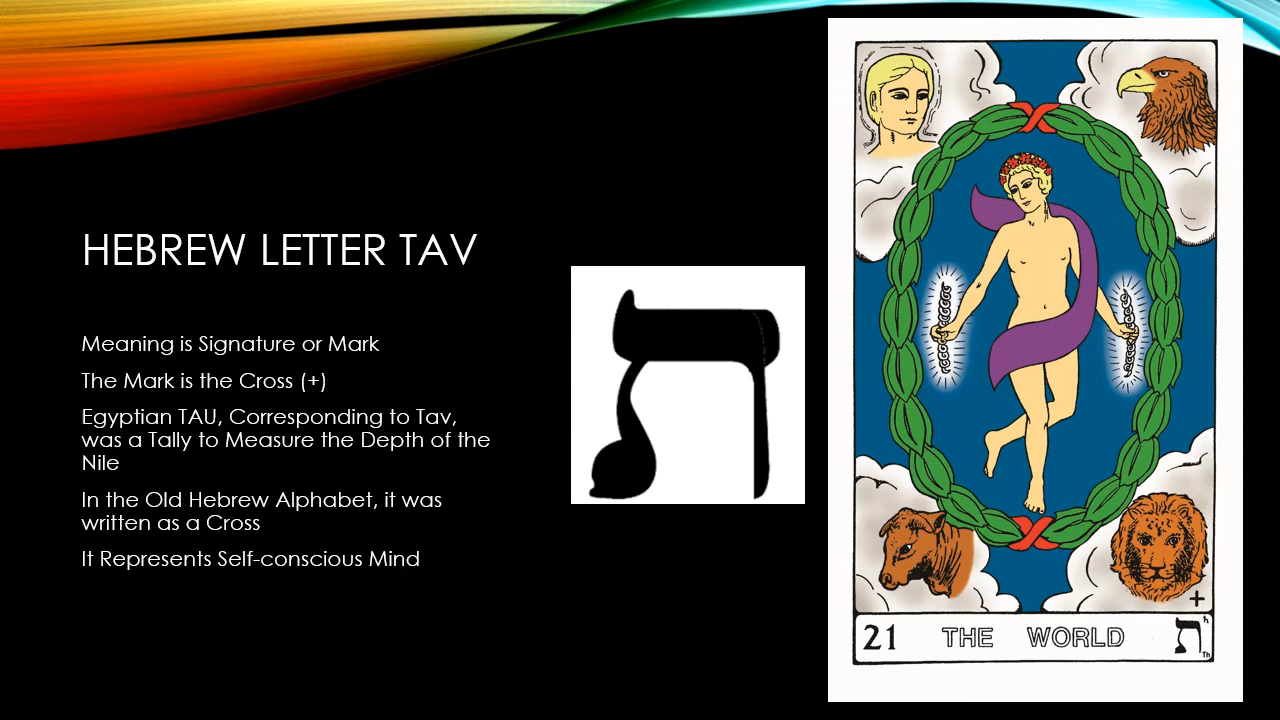 HEBREW LETTER TAV
Meaning is Signature or Mark
The Mark is the Cross (+)
Egyptian TAU, Corresponding to Tav,
was a Tally to Measure the Depth of the
Nile
In the Old Hebrew Alphabet, it was
written as a Cross
It Represents Self-conscious Mind
ת
+
21 THE WORLD ת
♄
Th